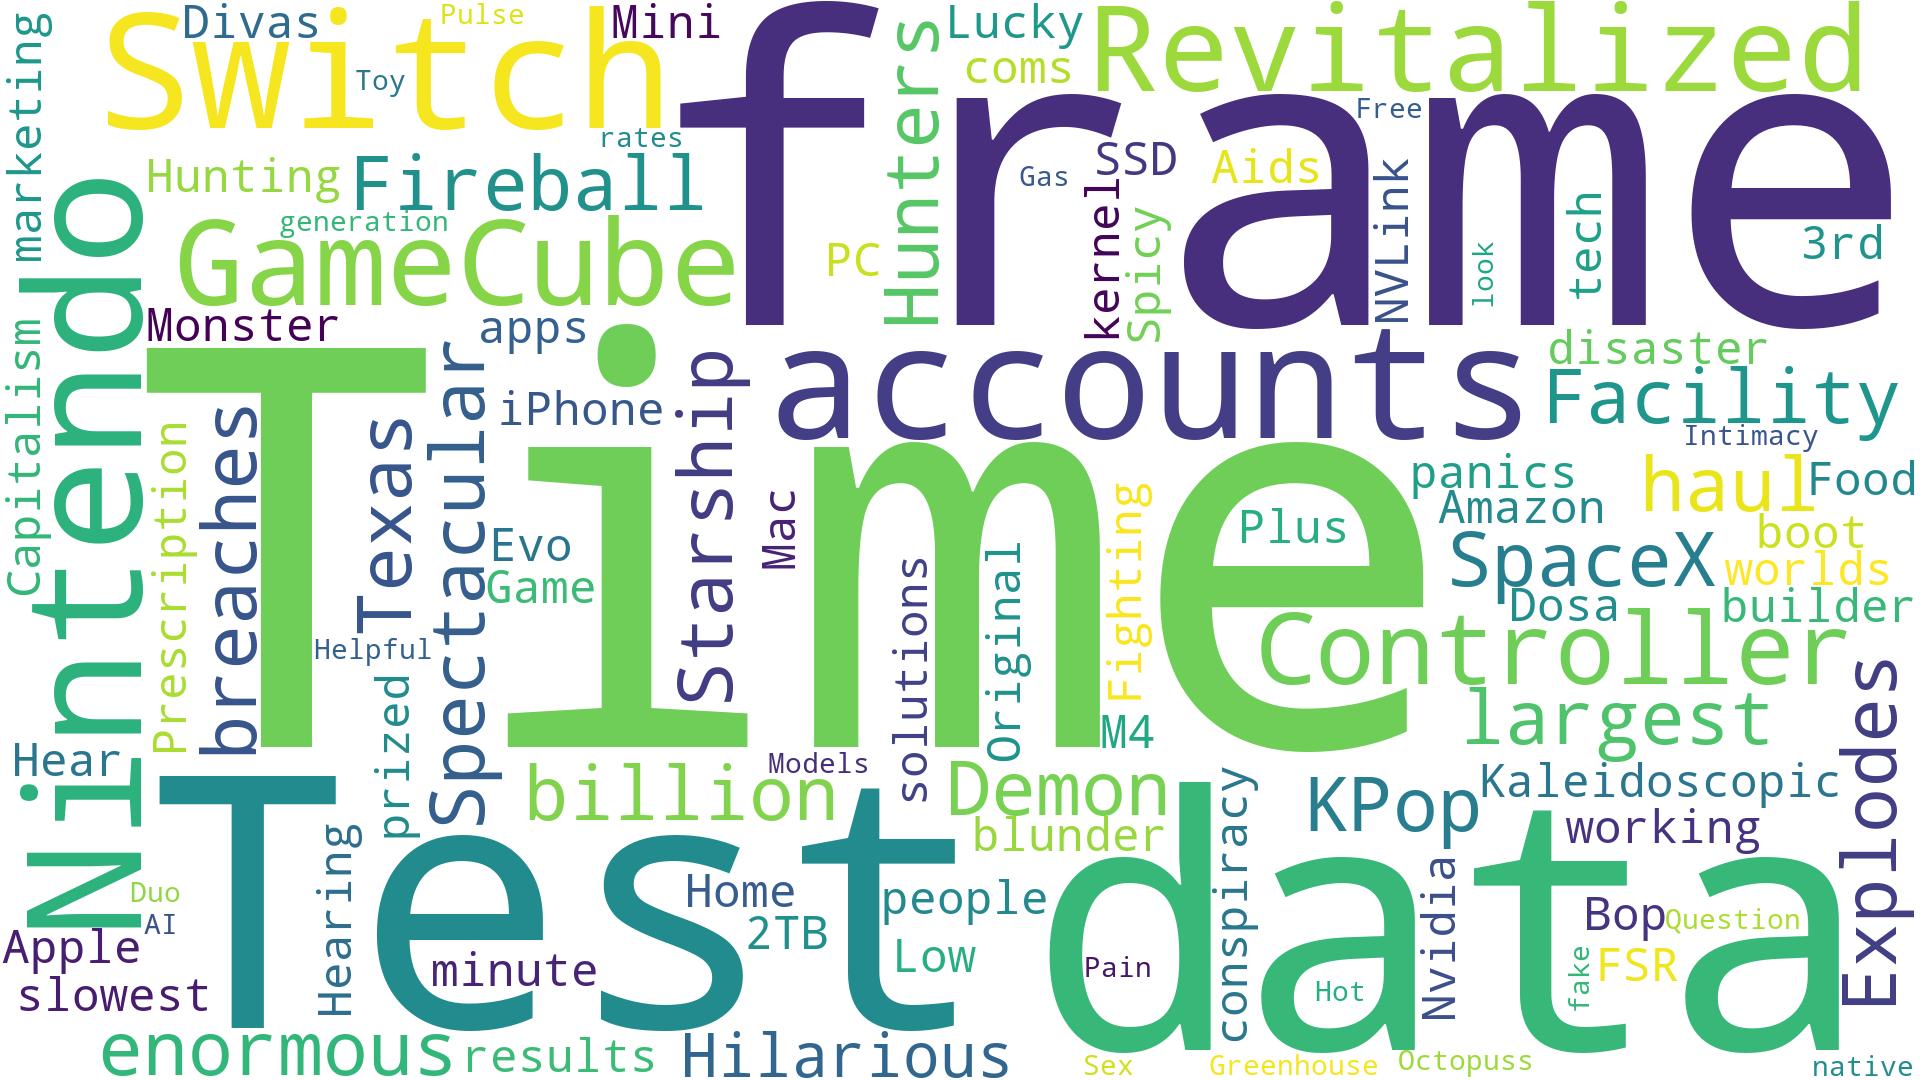 Divas
Pulse
Mini
Lucky
Revitalized
Switch
frame
coms
Toy
marketing
Hunters
Free
rates
Hunting
Fireball
SSD
Aids
Gas
kernel
NVLink
tech
look
Spicy
generation
GameCube
PC
3rd
Nintendo
Monster
apps
accounts
disaster
Capitalism
Time
Spectacular
Starship
iPhone
Facility
Intimacy
breaches
Texas
Prescription
panics
haul
Food
Amazon
Mac
Fighting
Plus
boot
Evo
SpaceX
worlds
Game
solutions
Original
Dosa
builder
Helpful
Controller
prized
largest
Explodes
M4
Hear
Models
billion
Demon
Kaleidoscopic
Test
data
KPop
conspiracy
blunder
working
Hearing
Duo
Home
people
Nvidia
Bop
Question
AI
2TB
Apple
Low
Pain
FSR
fake
minute
slowest
Hot
enormous
results
Hilarious
Sex
Greenhouse
Octopuss
native